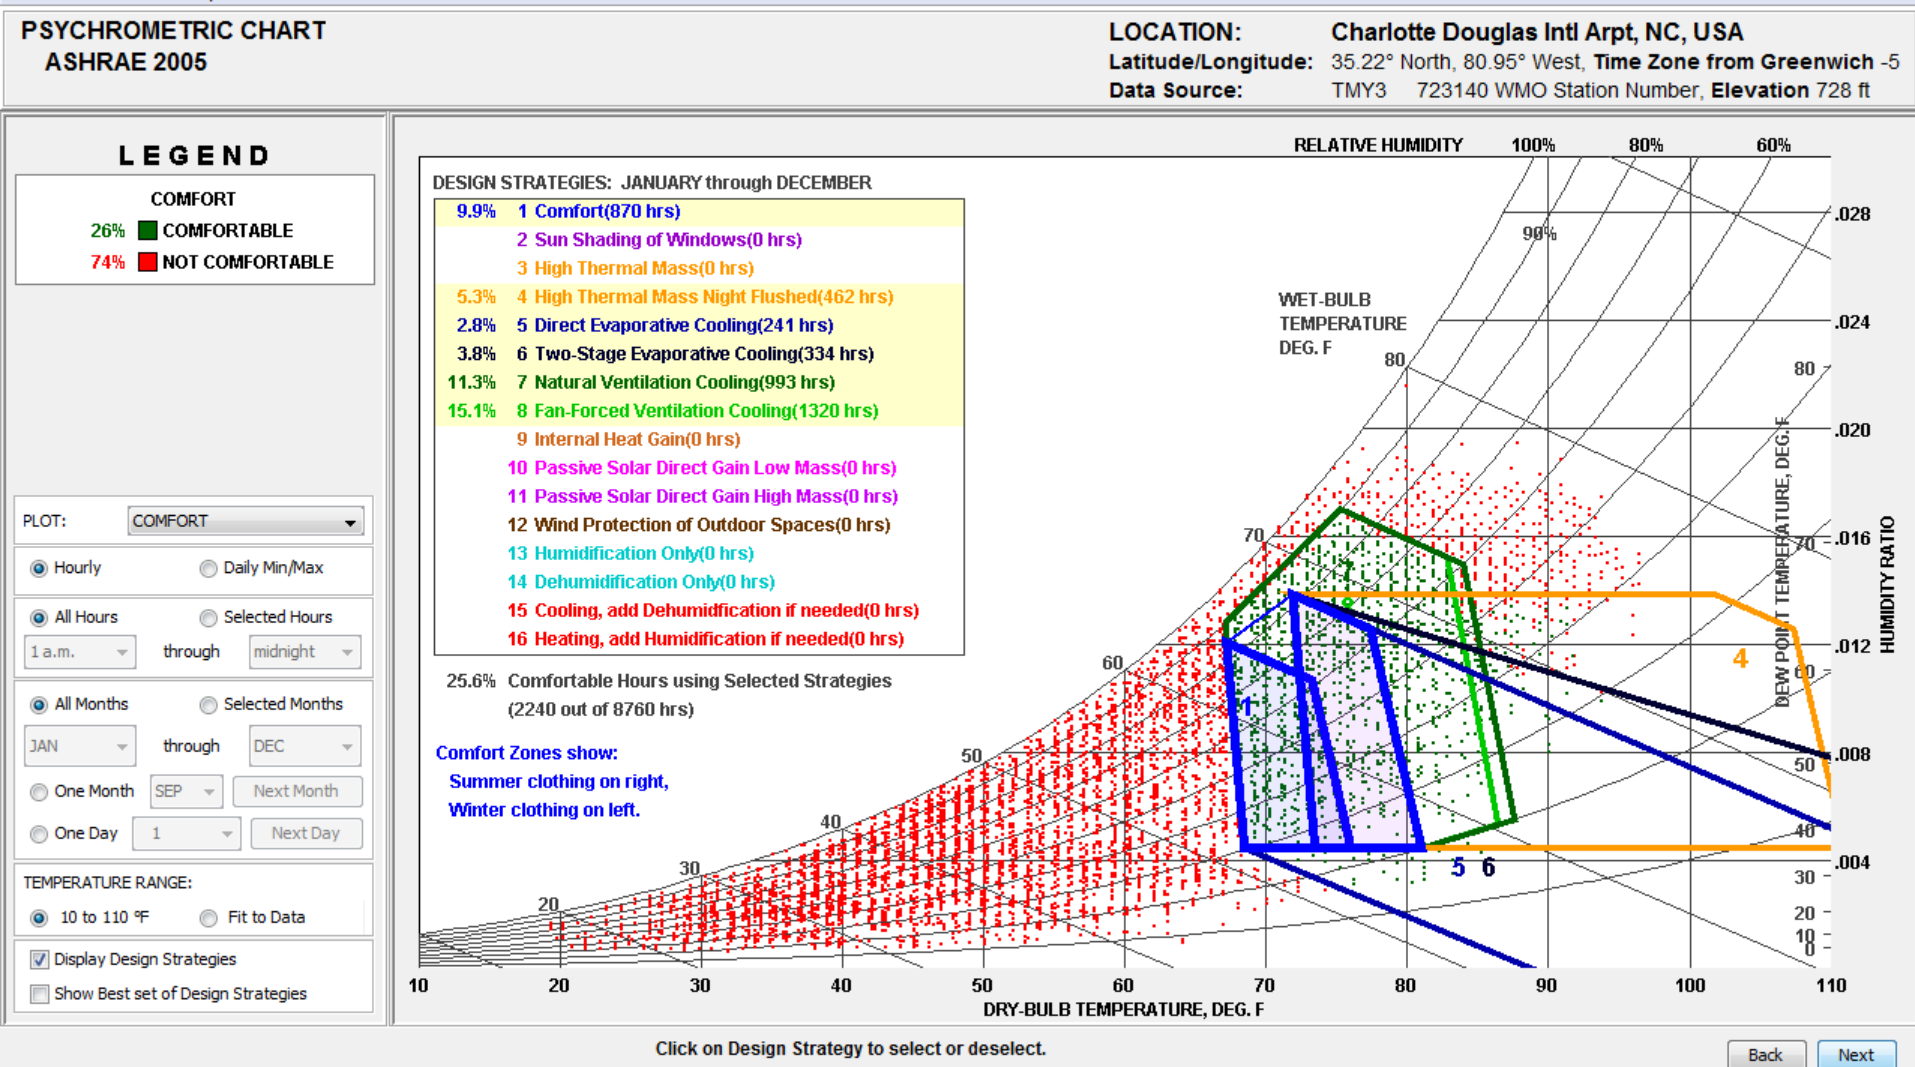 PSYCHROMETRIC CHART
ASHRAE 2005
LOCATION: Charlotte Douglas Intl Arpt, NC, USA
Latitude/Longitude: 35.22° North, 80.95° West, Time Zone from Greenwich -5
Data Source: TMY3 723140 WMO Station Number, Elevation 728 ft
LEGEND
COMFORT
26% COMFORTABLE
74% NOT COMFORTABLE
PLOT: COMFORT
Hourly Daily Min/Max
All Hours Selected Hours
1 a.m. through midnight
All Months Selected Months
JAN through DEC
One Month SEP Next Month
One Day 1 Next Day
TEMPERATURE RANGE:
10 to 110 °F Fit to Data
Display Design Strategies
Show Best set of Design Strategies
RELATIVE HUMIDITY 100% 80% 60%
DESIGN STRATEGIES: JANUARY through DECEMBER
9.9% 1 Comfort(870 hrs)
2 Sun Shading of Windows(0 hrs)
3 High Thermal Mass(0 hrs)
5.3% 4 High Thermal Mass Night Flushed(462 hrs)
2.8% 5 Direct Evaporative Cooling(241 hrs)
3.8% 6 Two-Stage Evaporative Cooling(334 hrs)
11.3% 7 Natural Ventilation Cooling(993 hrs)
15.1% 8 Fan-Forced Ventilation Cooling(1320 hrs)
9 Internal Heat Gain(0 hrs)
10 Passive Solar Direct Gain Low Mass(0 hrs)
11 Passive Solar Direct Gain High Mass(0 hrs)
12 Wind Protection of Outdoor Spaces(0 hrs)
13 Humidification Only(0 hrs)
14 Dehumidification Only(0 hrs)
15 Cooling, add Dehumidfication if needed(0 hrs)
16 Heating, add Humidification if needed(0 hrs)
25.6% Comfortable Hours using Selected Strategies
(2240 out of 8760 hrs)
Comfort Zones show:
Summer clothing on right,
Winter clothing on left.
90%
WET-BULB
TEMPERATURE
DEG. F
80
70
60
50
40
30
20
7
8
1
4
5 6
DEW POINT TEMPERATURE, DEG. F
80
70
60
50
40
30
20
10
0
.028
.024
.020
.016
.012
.008
.004
HUMIDITY RATIO
10 20 30 40 50 60 70 80 90 100 110
DRY-BULB TEMPERATURE, DEG. F
Click on Design Strategy to select or deselect.
Back Next